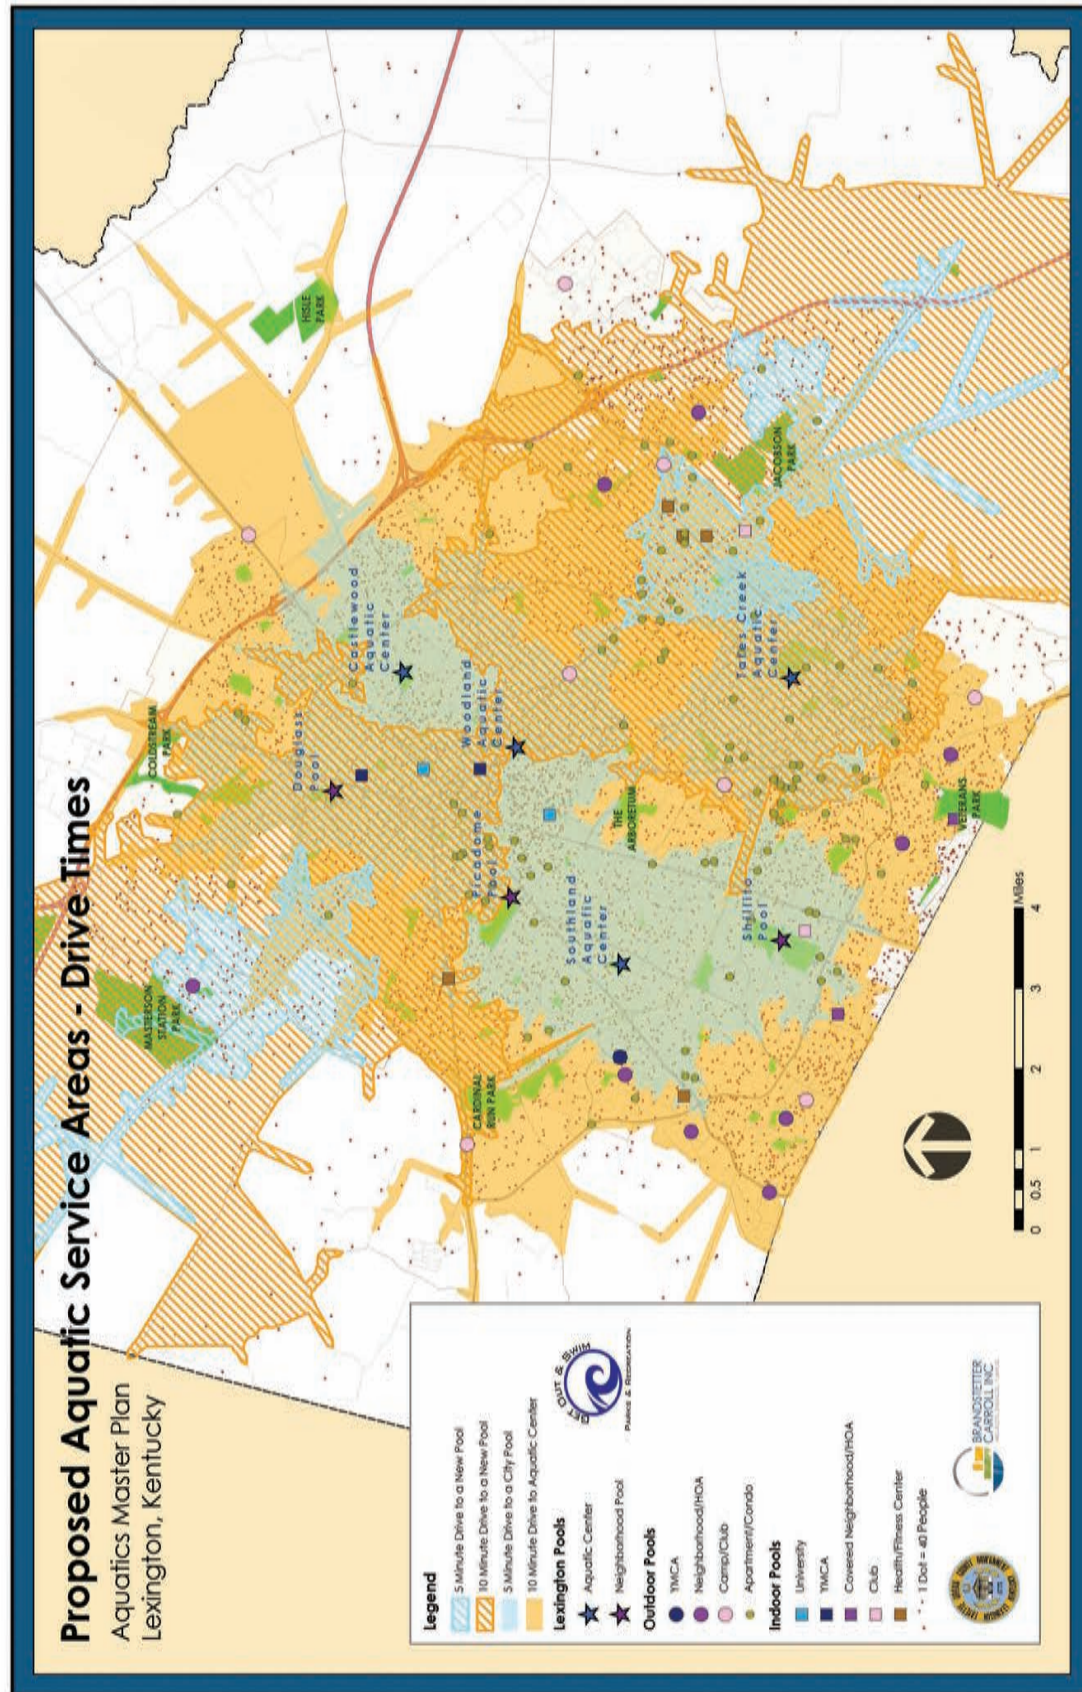 Proposed Aquatic Service Areas - Drive Times
Aquatics Master Plan
Lexington, Kentucky
HISLE
PARK
COLDSTREAM
PARK
Castlewood
Aquatic
Center
Douglass
Pool
Woodland
Aquatic
Center
Picadome
Pool
MASTERSON
STATION
PARK
THE
ARBORETUM
Southland
Aquatic
Center
JACOBSON
PARK
Tates Creek
Aquatic
Center
Shillito
Pool
VETERANS
PARK
CARDINAL
RUN PARK
0 0.5 1 2 3 4
Miles
Legend
5 Minute Drive to a New Pool
10 Minute Drive to a New Pool
5 Minute Drive to a City Pool
10 Minute Drive to Aquatic Center
Lexington Pools
Aquatic Center
Neighborhood Pool
Outdoor Pools
YMCA
Neighborhood/HOA
Camp/Club
Apartment/Condo
Indoor Pools
University
YMCA
Covered Neighborhood/HOA
Club
Health/Fitness Center
1 Dot = 40 People
GET OUT & SWIM
PARKS & RECREATION
BRANDSTETTER
CARROLL INC